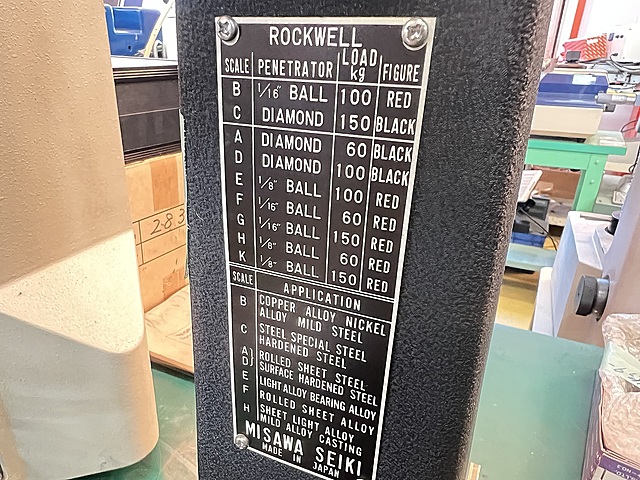 ROCKWELL
SCALE PENETRATOR LOAD kg FIGURE
B 1/16" BALL 100 RED
C DIAMOND 150 BLACK
A DIAMOND 60 BLACK
D DIAMOND 100 BLACK
E 1/8" BALL 100 RED
F 1/16" BALL 60 RED
G 1/16" BALL 150 RED
H 1/8" BALL 60 RED
K 1/8" BALL 150 RED
SCALE APPLICATION
B COPPER ALLOY NICKEL
ALLOY MILD STEEL
C STEEL SPECIAL STEEL
HARDENED STEEL
A) ROLLED SHEET STEEL
D) SURFACE HARDENED STEEL
E LIGHT ALLOY BEARING ALLOY
F ROLLED SHEET ALLOY
H SHEET LIGHT ALLOY
MILD ALLOY CASTING
MISAWA SEIKI
MADE IN JAPAN
283